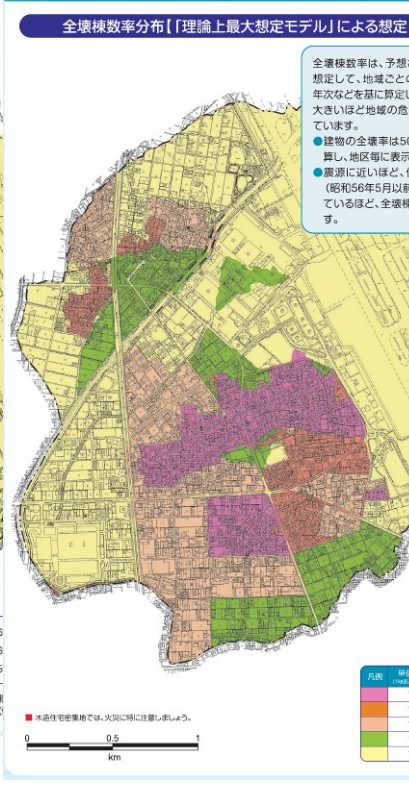 全壊棟数率分布【「理論上最大想定モデル」による想定
全壊棟数率は、予想
想定して、地域ごとの
年次などを基に算定し
大きいほど地域の危
ています。
●建物の全壊率は50
算し、地区毎に表示
●震源に近いほど、
(昭和56年5月以前
ているほど、全壊棟
す。
凡例
■ 木造住宅密集地では、火災に特に注意しましょう。
0 0.5 1
km